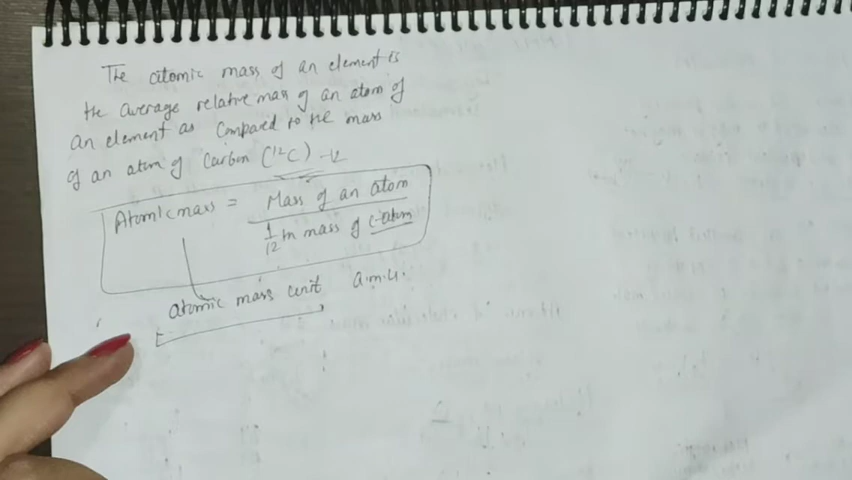 The atomic mass of an element is
the average relative mass of an atom of
an element as compared to the mass
of an atom of Carbon (¹²C) -12
Atomic mass = Mass of an atom
1/12 th mass of C-atom
atomic mass unit a.m.u.